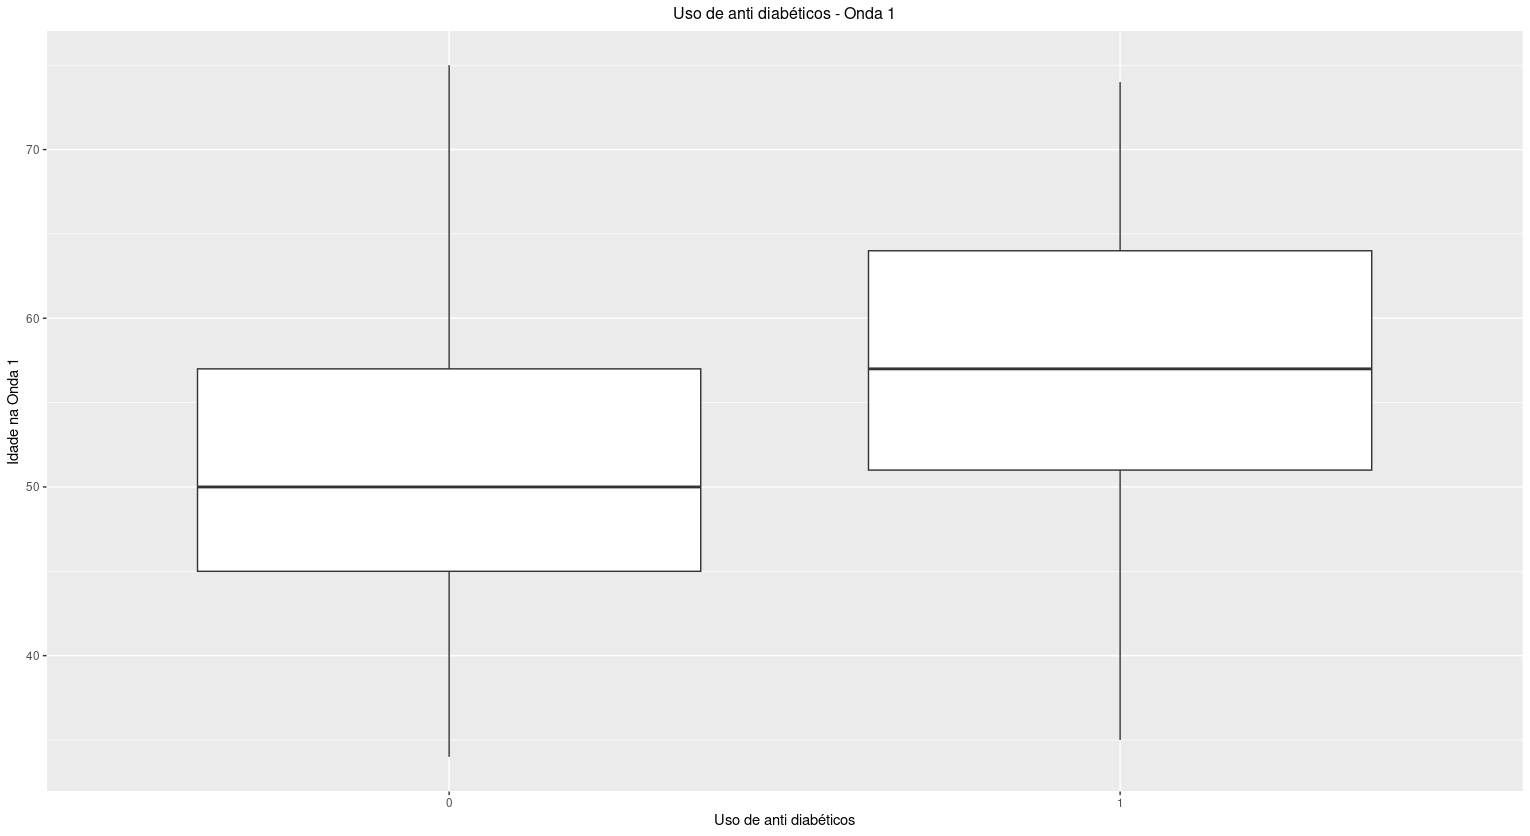 Uso de anti diabéticos - Onda 1
Idade na Onda 1
70
60
50
40
0
1
Uso de anti diabéticos